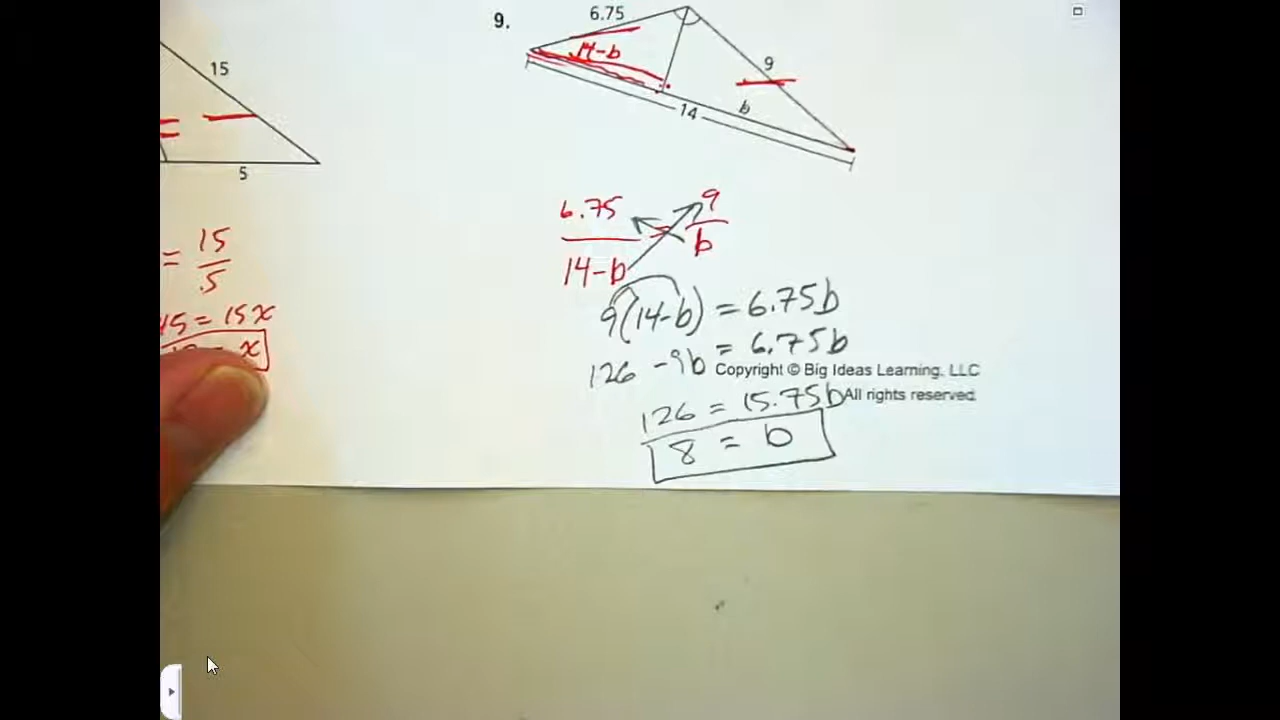 15
5
= 15
5
45 = 15x
x
9.
6.75
14-b
9
b
14
6.75 = 9
14-b b
9(14-b) = 6.75b
126 - 9b = 6.75b
Copyright © Big Ideas Learning, LLC
All rights reserved.
126 = 15.75b
8 = b